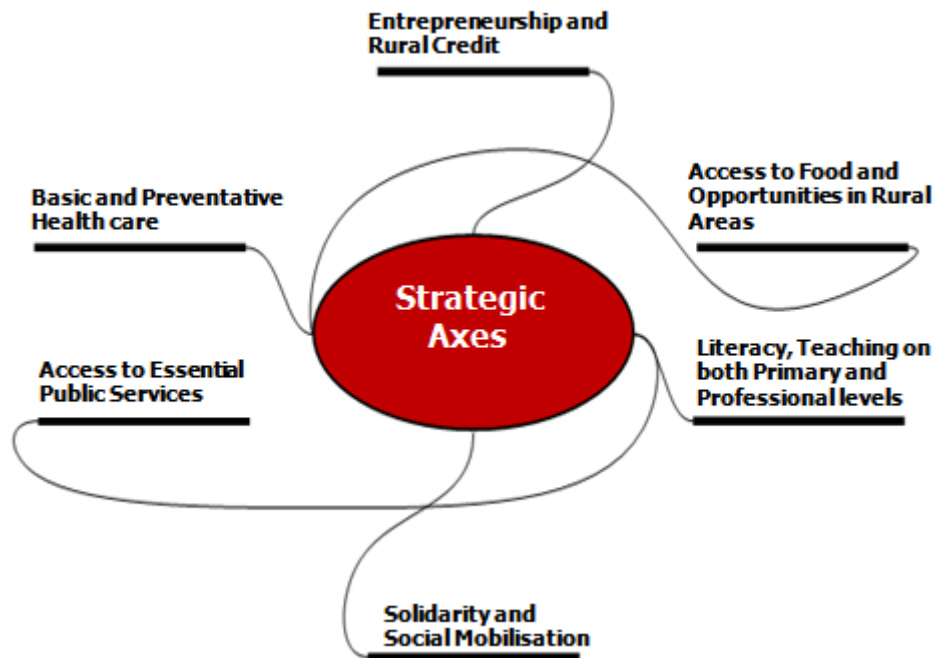 Entrepreneurship and
Rural Credit
Basic and Preventative
Health care
Access to Food and
Opportunities in Rural
Areas
Strategic
Axes
Access to Essential
Public Services
Literacy, Teaching on
both Primary and
Professional levels
Solidarity and
Social Mobilisation